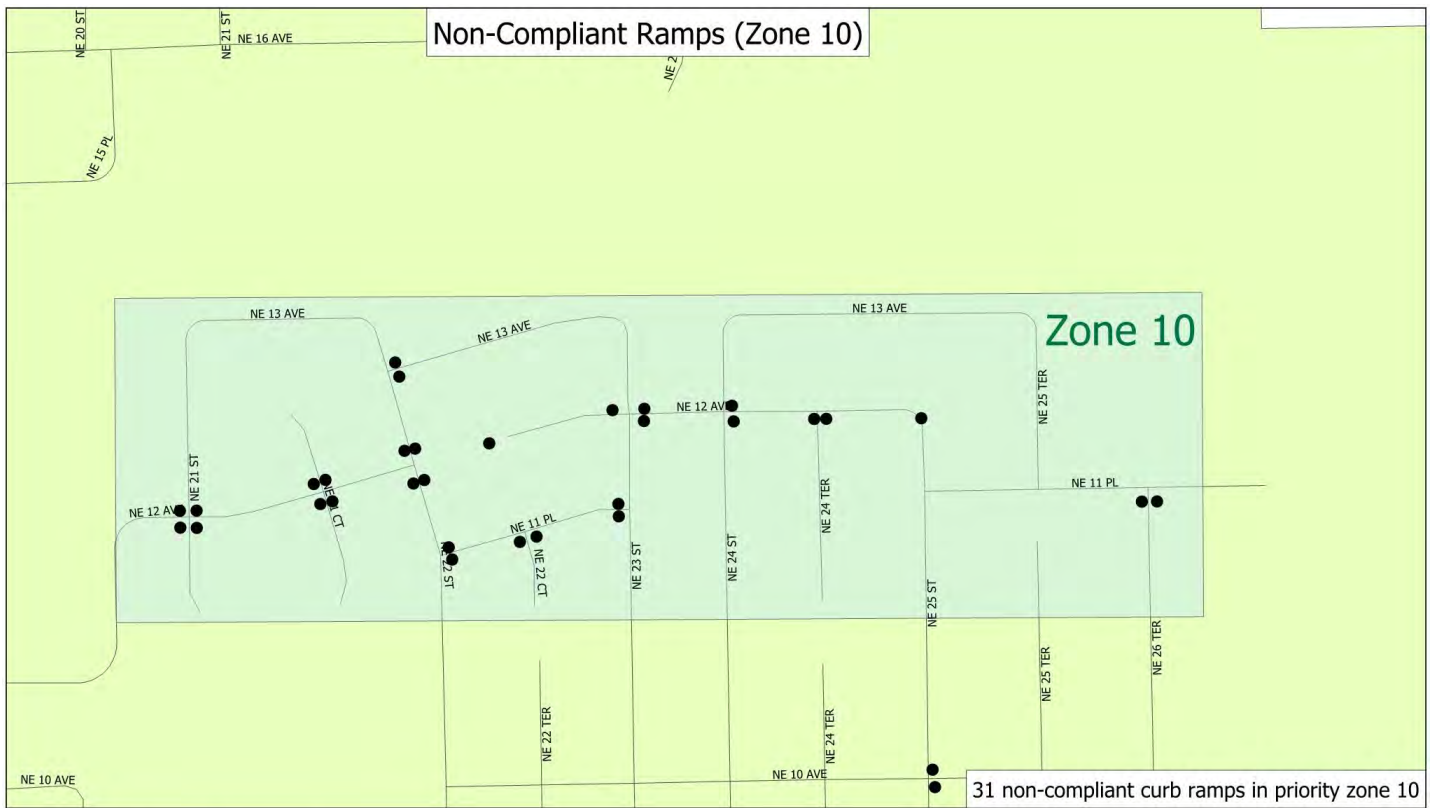 Non-Compliant Ramps (Zone 10)
NE 20 ST
NE 21 ST
NE 16 AVE
NE 2
NE 15 PL
NE 13 AVE
NE 13 AVE
NE 13 AVE
Zone 10
NE 25 TER
NE 12 AVE
NE 21 ST
NE 12 AV
CT
NE 11 PL
NE 11 PL
NE 24 TER
NE 22 ST
NE 22 CT
NE 23 ST
NE 24 ST
NE 25 ST
NE 25 TER
NE 26 TER
NE 22 TER
NE 24 TER
NE 10 AVE
NE 10 AVE
31 non-compliant curb ramps in priority zone 10